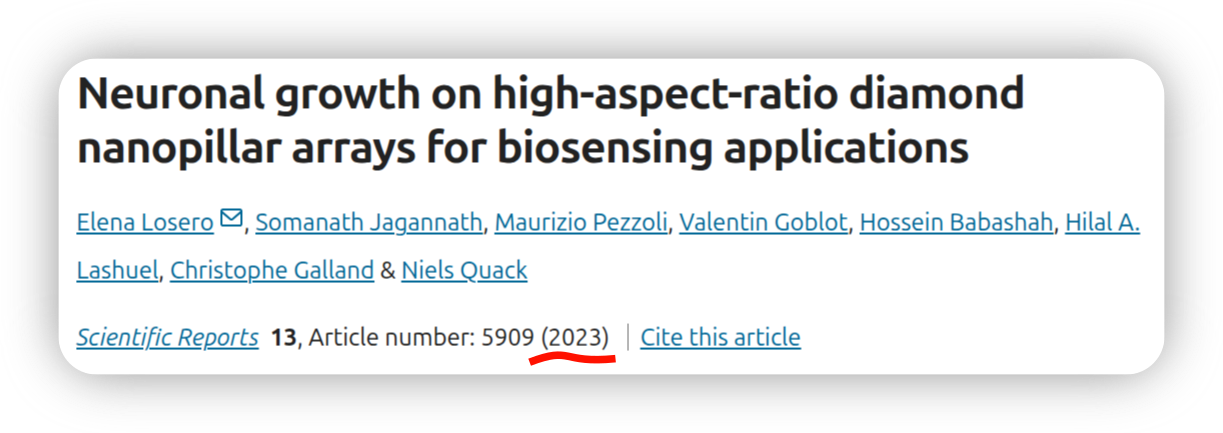 Neuronal growth on high-aspect-ratio diamond
nanopillar arrays for biosensing applications
Elena Losero, Somanath Jagannath, Maurizio Pezzoli, Valentin Goblot, Hossein Babashah, Hilal A.
Lashuel, Christophe Galland & Niels Quack
Scientific Reports 13, Article number: 5909 (2023) | Cite this article